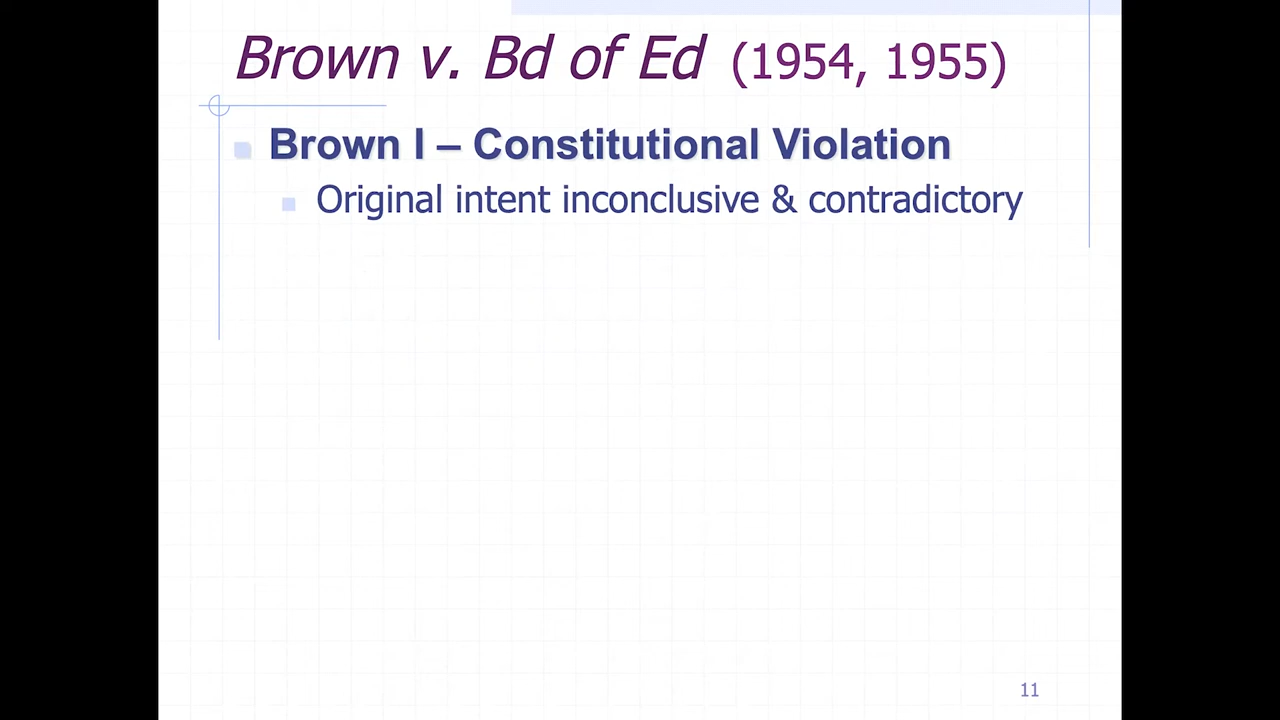 Brown v. Bd of Ed (1954, 1955)
Brown I – Constitutional Violation
Original intent inconclusive & contradictory
11